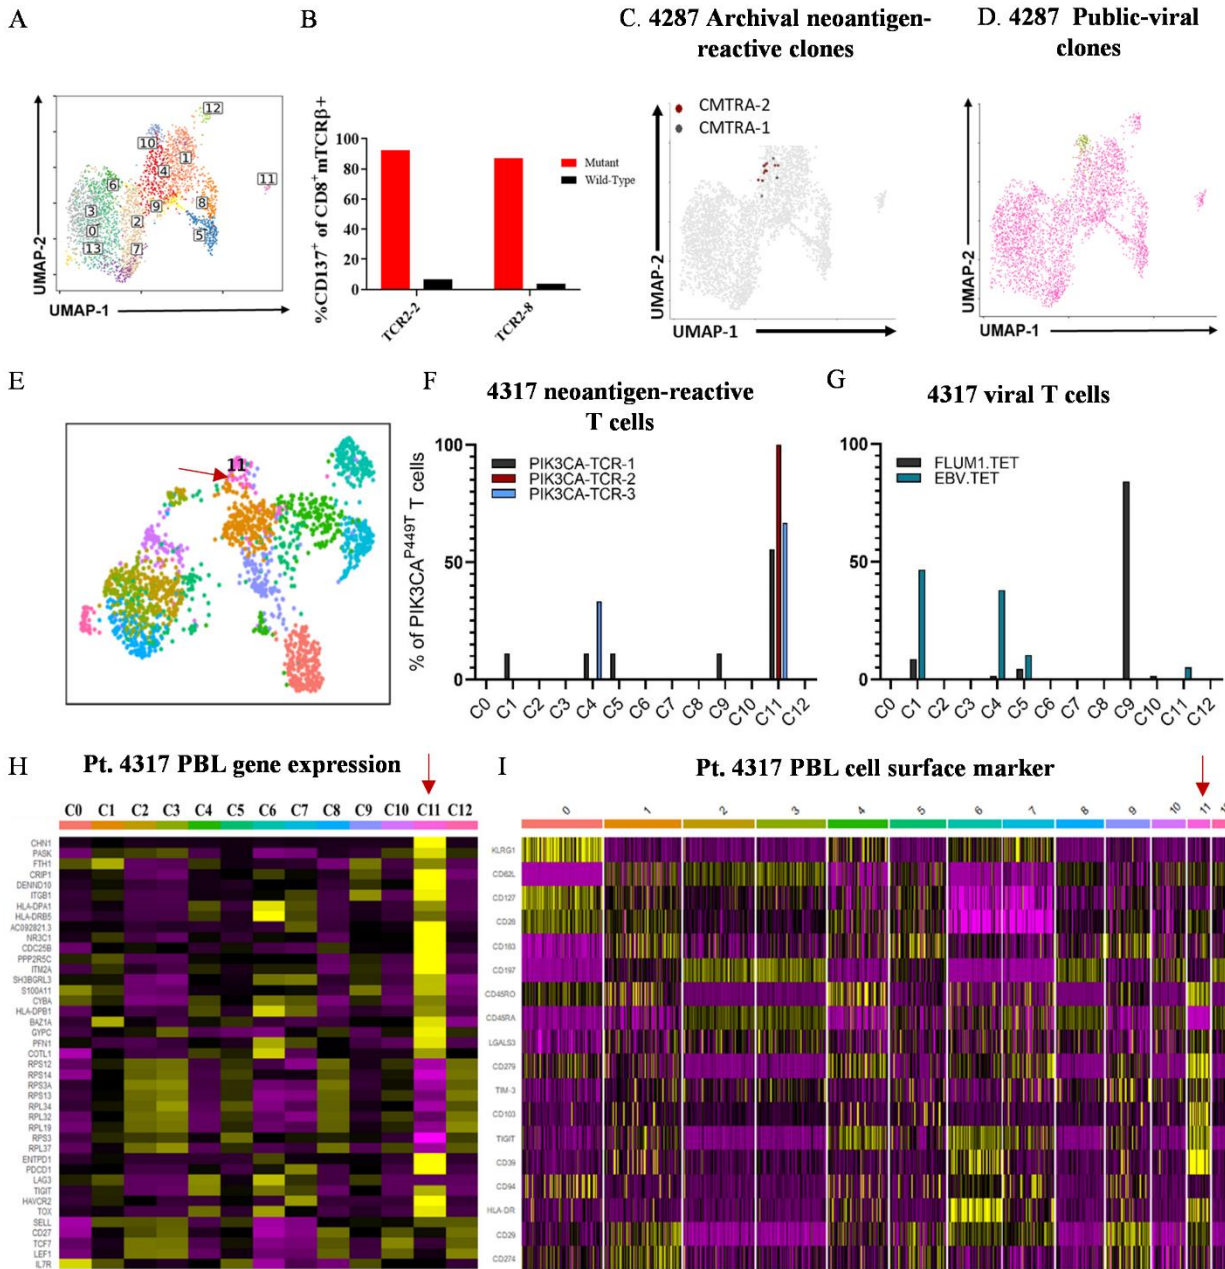 A
B
C. 4287 Archival neoantigen-
reactive clones
D. 4287 Public-viral
clones
UMAP-2
UMAP-1
12
10
1
4
11
6
3
2
9
8
0
5
13
7
%CD137+ of CD8+mTCRβ+
100
80
60
40
20
0
TCR2-2
TCR2-8
Mutant
Wild-Type
UMAP-2
CMTRA-2
CMTRA-1
UMAP-1
UMAP-2
UMAP-1
E
11
F
4317 neoantigen-reactive
T cells
% of PIK3CAP449T T cells
100
50
0
PIK3CA-TCR-1
PIK3CA-TCR-2
PIK3CA-TCR-3
C0 C1 C2 C3 C4 C5 C6 C7 C8 C9 C10 C11 C12
G
4317 viral T cells
100
50
0
FLUM1.TET
EBV.TET
C0 C1 C2 C3 C4 C5 C6 C7 C8 C9 C10 C11 C12
H
Pt. 4317 PBL gene expression
C0 C1 C2 C3 C4 C5 C6 C7 C8 C9 C10 C11 C12
CHN1
PASK
FTH1
CRIP1
DENND10
ITGB1
HLA-DPA1
HLA-DRB5
AC092821.3
NR3C1
CDC25B
PPP2R5C
ITM2A
SH3BGRL3
S100A11
CYBA
HLA-DPB1
BAZ1A
GYPC
PFN1
COTL1
RPS12
RPS14
RPS3A
RPS13
RPL34
RPL32
RPL19
RPS3
RPL37
ENTPD1
PDCD1
LAG3
TIGIT
HAVCR2
TOX
SELL
CD27
TCF7
LEF1
IL7R
I
Pt. 4317 PBL cell surface marker
0 1 2 3 4 5 6 7 8 9 10 11
KLRG1
CD62L
CD127
CD28
CD183
CD197
CD45RO
CD45RA
LGALS3
CD279
TIM-3
CD103
TIGIT
CD39
CD94
HLA-DR
CD29
CD274